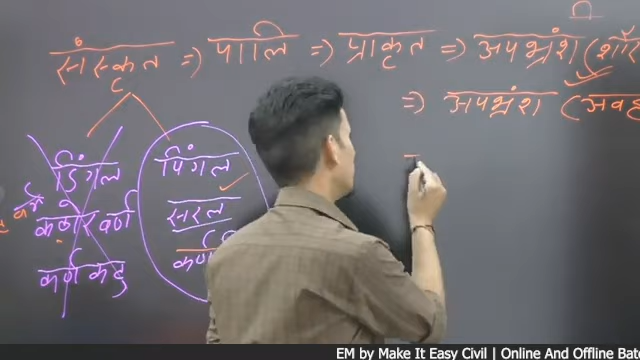 संस्कृत => पालि => प्राकृत => अपभ्रंश (शौर
=> अपभ्रंश (अवह
डिंगल
पिंगल
कठोर वर्ण
सरल
कर्ण कटु
EM by Make It Easy Civil | Online And Offline Bat